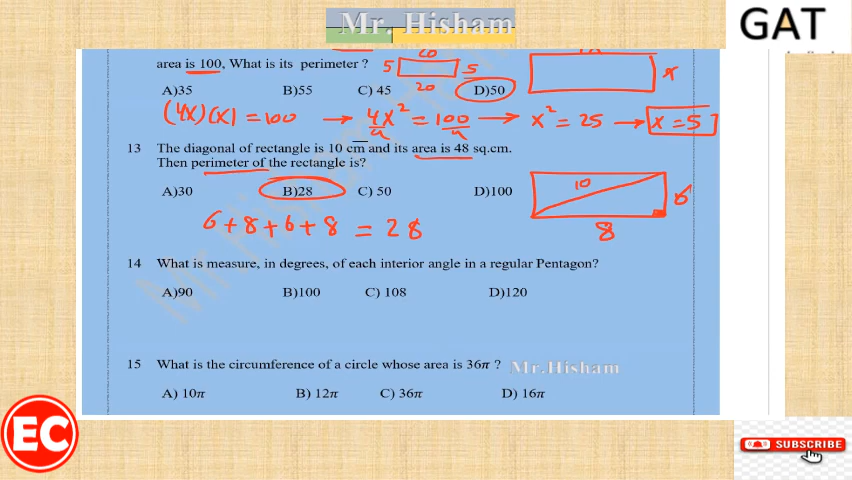 Mr. Hisham
GAT
area is 100, What is its perimeter ?
5 5
20
x
A)35 B)55 C) 45 D)50
(4x)(x) = 100 → 4x² = 100 → x² = 25 → x = 5
4 4
13 The diagonal of rectangle is 10 cm and its area is 48 sq.cm.
Then perimeter of the rectangle is?
A)30 B)28 C) 50 D)100
10 6
8
6 + 8 + 6 + 8 = 28
14 What is measure, in degrees, of each interior angle in a regular Pentagon?
A)90 B)100 C) 108 D)120
15 What is the circumference of a circle whose area is 36π ? Mr.Hisham
A) 10π B) 12π C) 36π D) 16π
EC
SUBSCRIBE